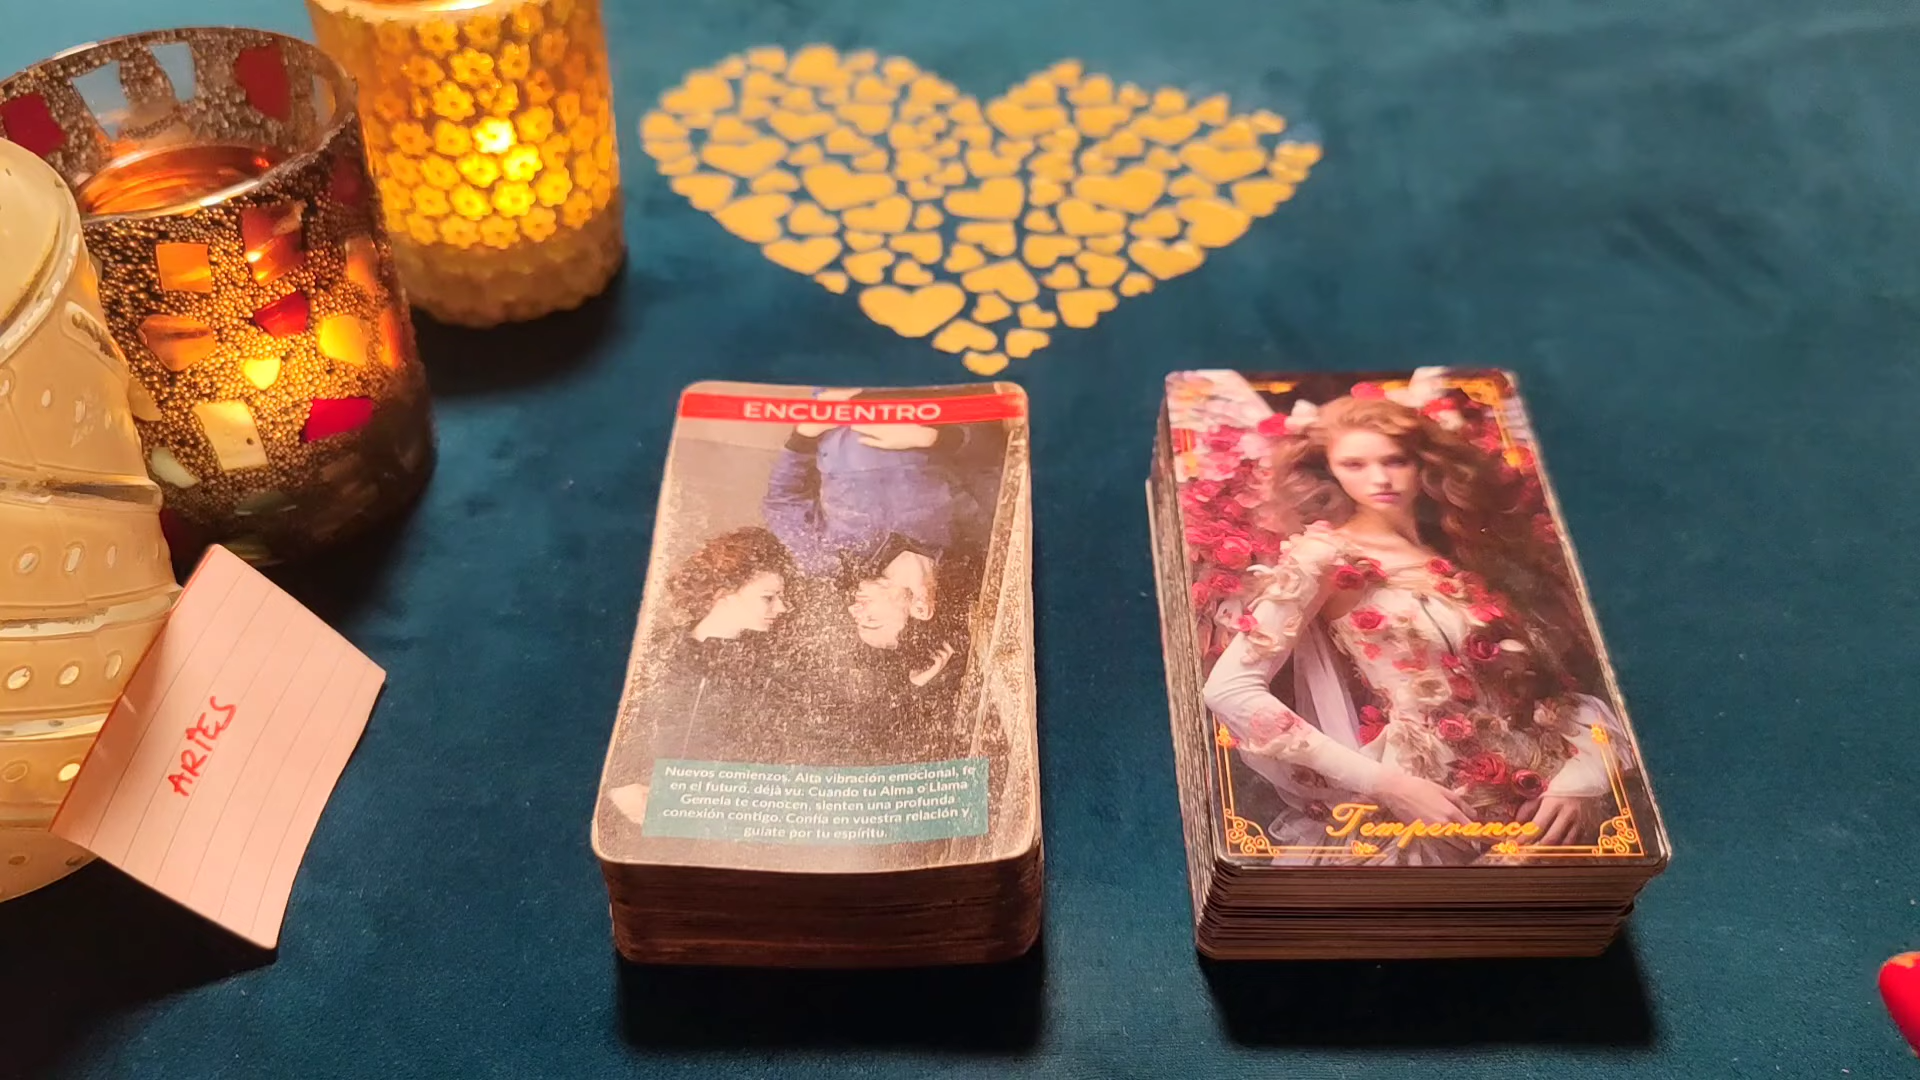 ENCUENTRO
Nuevos comienzos. Alta vibración emocional, fe
en el futuro, déjà vu. Cuando tu Alma o Llama
Gemela te conocen, sienten una profunda
conexión contigo. Confía en vuestra relación y
guíate por tu espíritu.
Temperance
ARIES